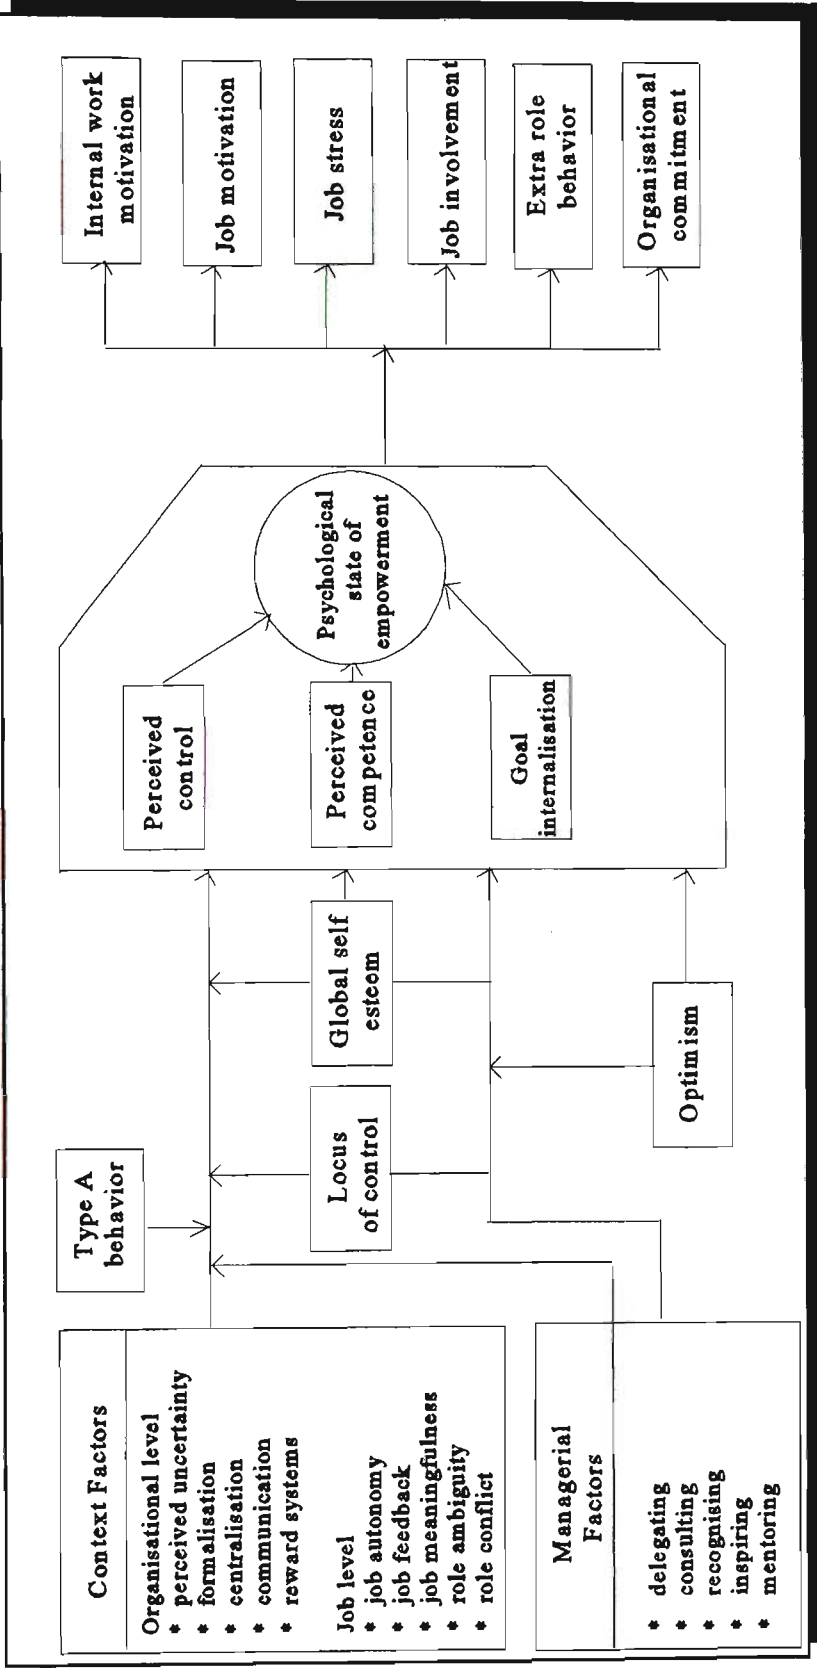 Context Factors
Organisational level
* perceived uncertainty
* formalisation
* centralisation
* communication
* reward systems
Job level
* job autonomy
* job feedback
* job meaningfulness
* role ambiguity
* role conflict
Managerial
Factors
* delegating
* consulting
* recognising
* inspiring
* mentoring
Type A
behavior
Locus
of control
Global self
esteem
Optimism
Perceived
control
Perceived
competence
Goal
internalisation
Psychological
state of
empowerment
Internal work
motivation
Job motivation
Job stress
Job involvement
Extra role
behavior
Organisational
commitment